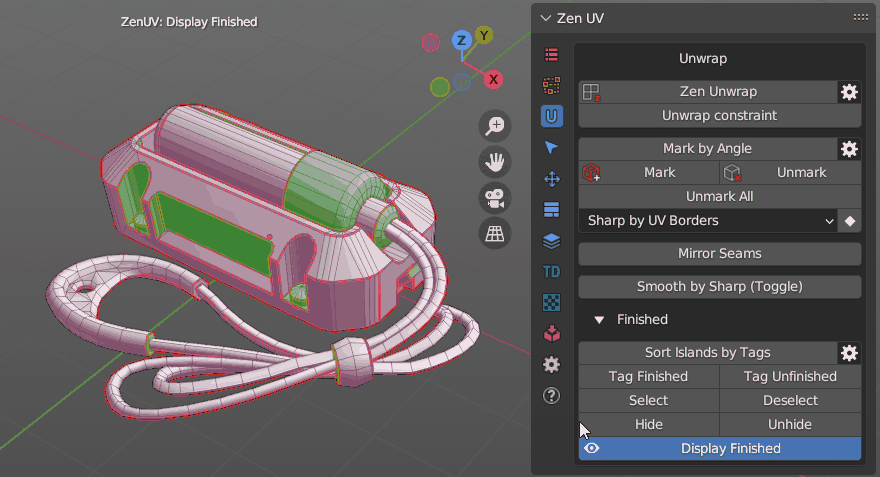 ZenUV: Display Finished
Z
Y
X
Zen UV
Unwrap
Zen Unwrap
Unwrap constraint
Mark by Angle
Mark Unmark
Unmark All
Sharp by UV Borders
Mirror Seams
Smooth by Sharp (Toggle)
Finished
TD
Sort Islands by Tags
Tag Finished Tag Unfinished
Select Deselect
Hide Unhide
Display Finished